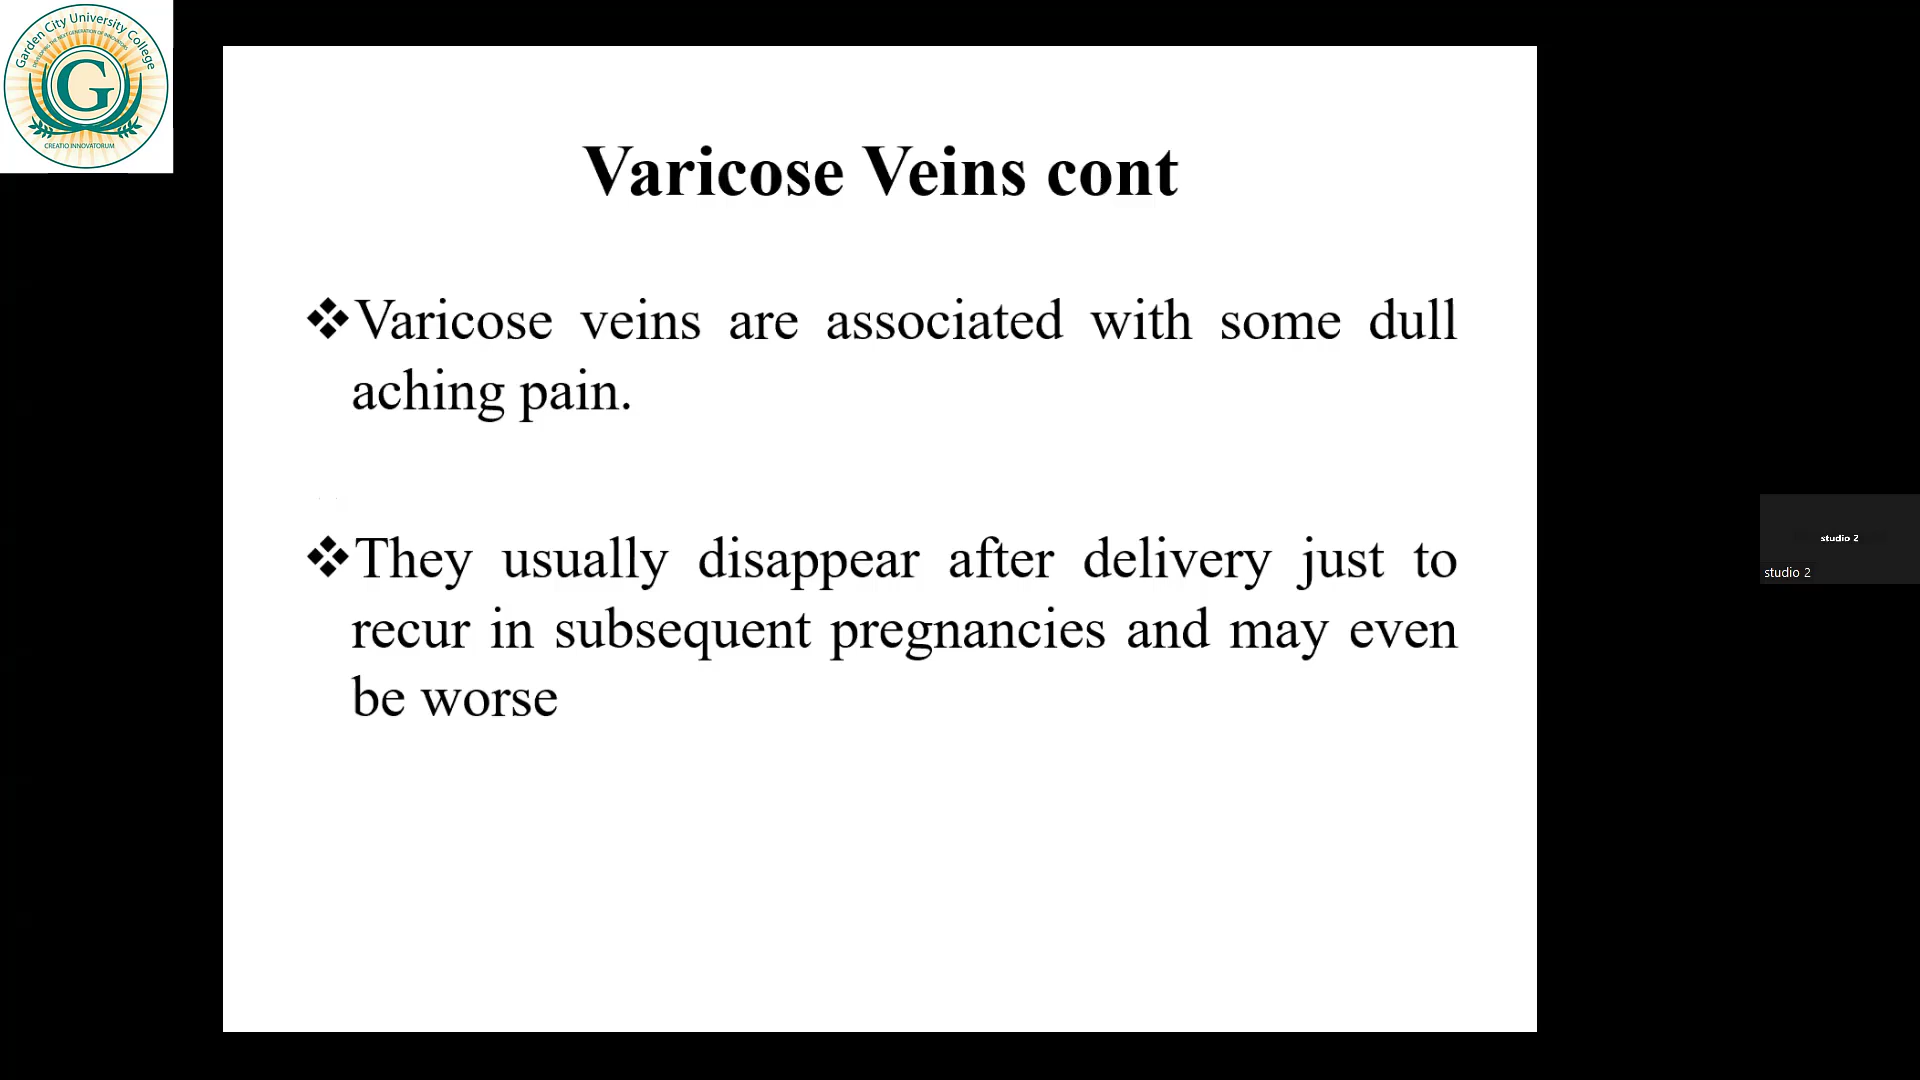 Garden City University College
G
CREATIO INNOVATORUM
Varicose Veins cont
❖Varicose veins are associated with some dull
aching pain.
❖They usually disappear after delivery just to
recur in subsequent pregnancies and may even
be worse
studio 2
studio 2